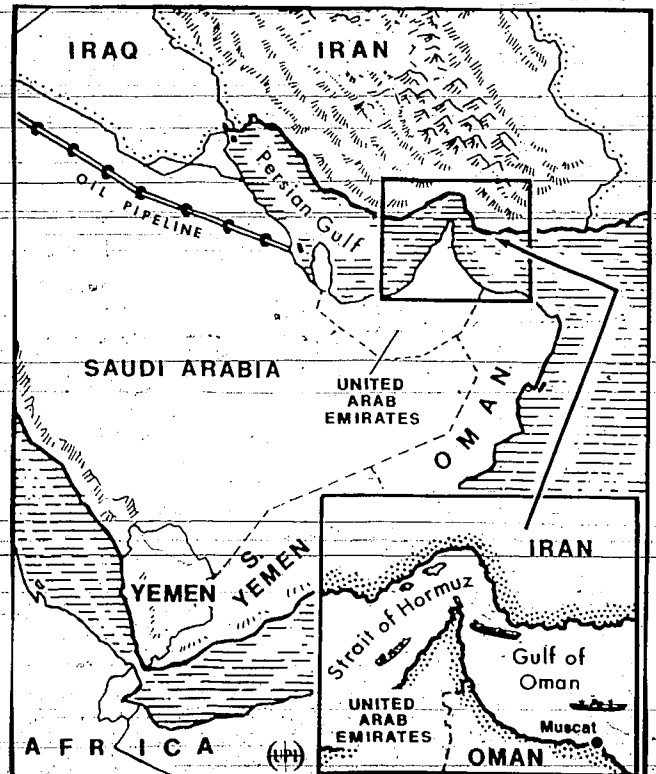 IRAQ
IRAN
Persian Gulf
OIL PIPELINE
SAUDI ARABIA
UNITED
ARAB
EMIRATES
OMAN
S. YEMEN
YEMEN
AFRICA
UPI
IRAN
Strait of Hormuz
Gulf of
Oman
UNITED
ARAB
EMIRATES
Muscat
OMAN